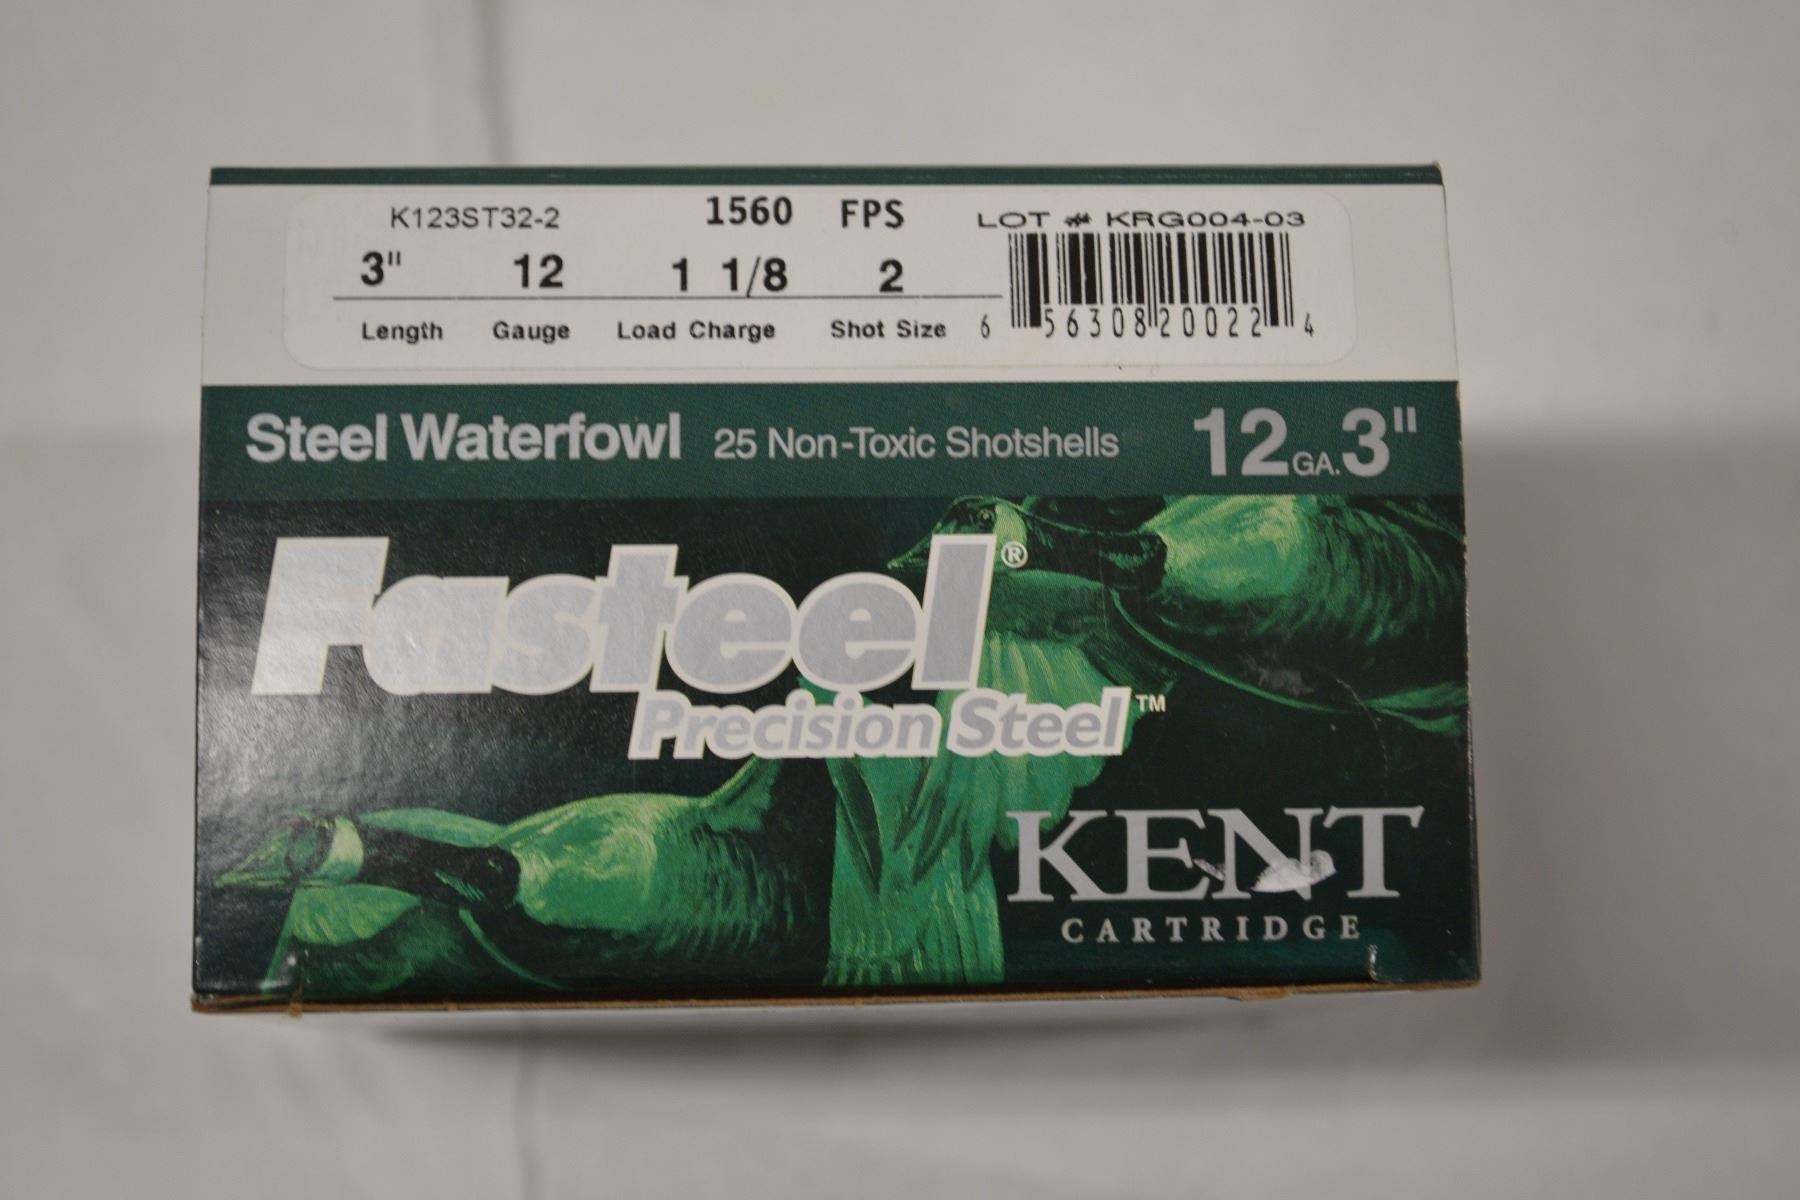 K123ST32-2 1560 FPS LOT # KRG004-03
3" 12 1 1/8 2
Length Gauge Load Charge Shot Size
6 56308 20022 4
Steel Waterfowl 25 Non-Toxic Shotshells 12 GA. 3"
Fasteel®
Precision Steel™
KENT
CARTRIDGE